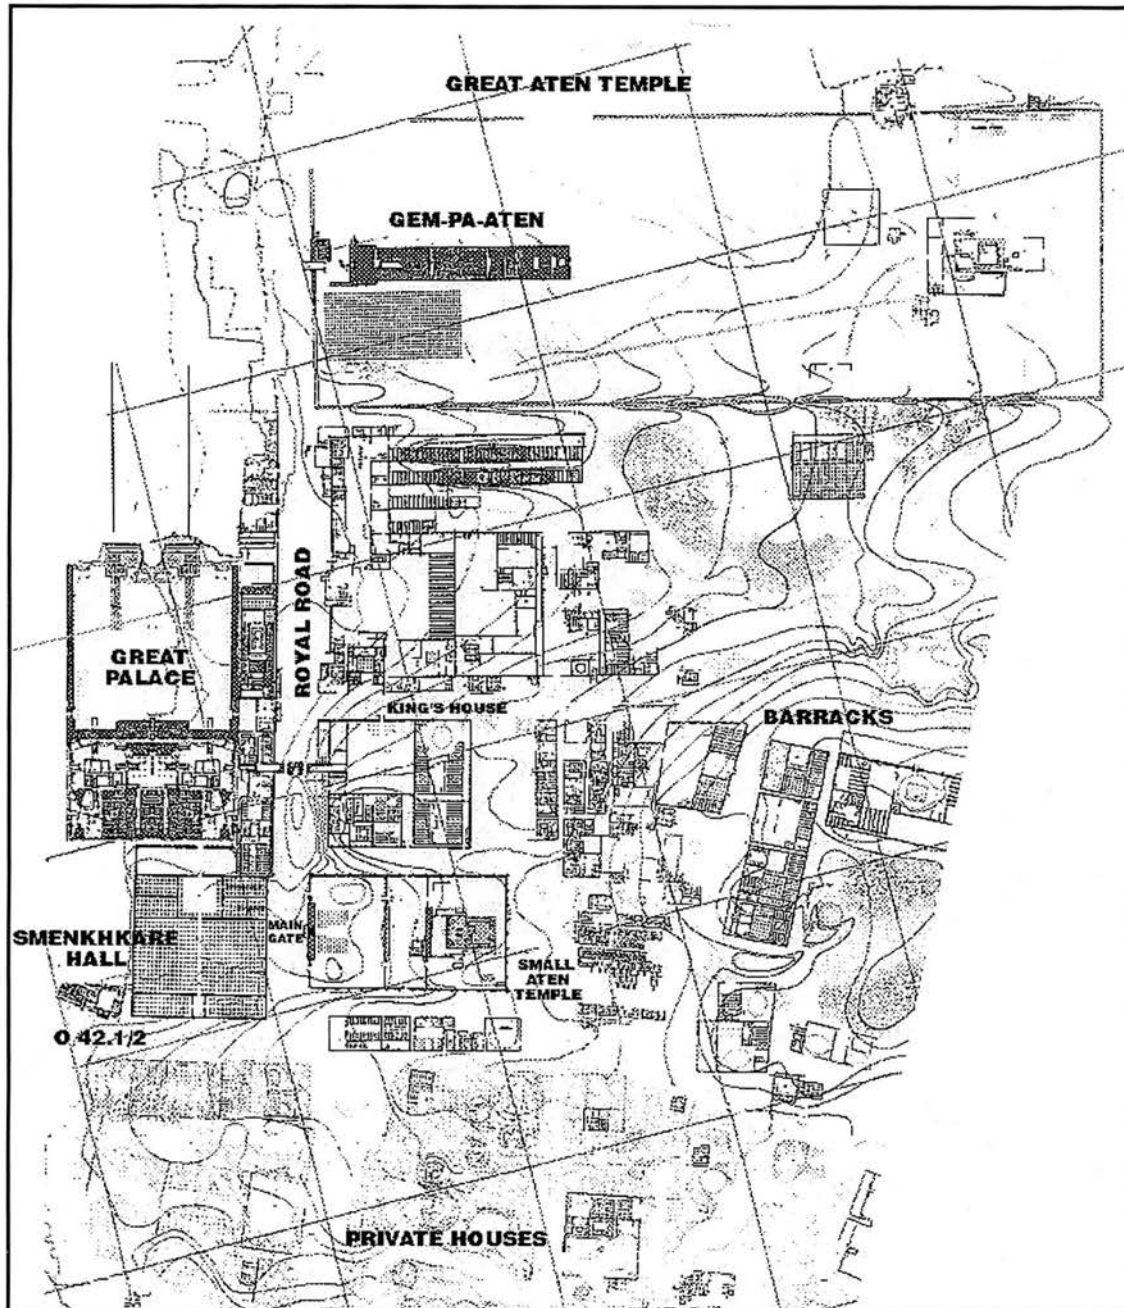 GREAT ATEN TEMPLE
GEM-PA-ATEN
ROYAL ROAD
GREAT
PALACE
KING'S HOUSE
BARRACKS
SMENKHKARE
HALL
MAIN
GATE
SMALL
ATEN
TEMPLE
O 42.1/2
PRIVATE HOUSES